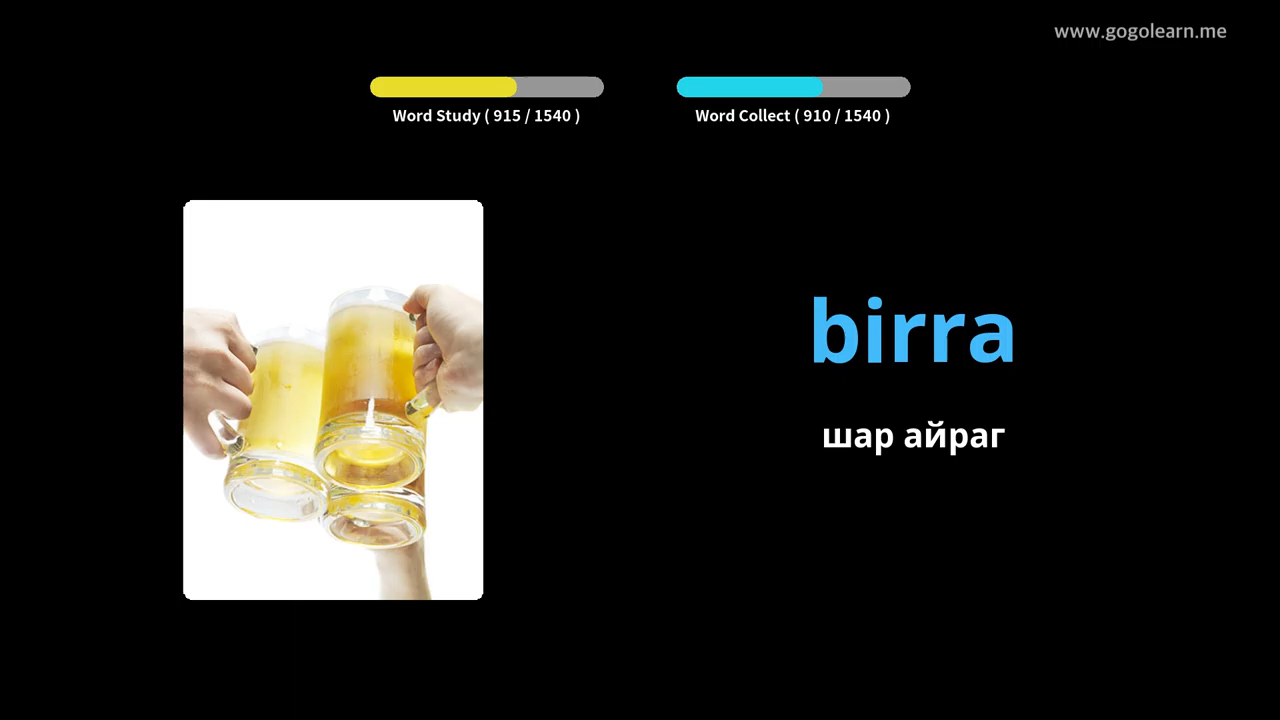 www.gogolearn.me
Word Study ( 915 / 1540 )
Word Collect ( 910 / 1540 )
birra
шар айраг